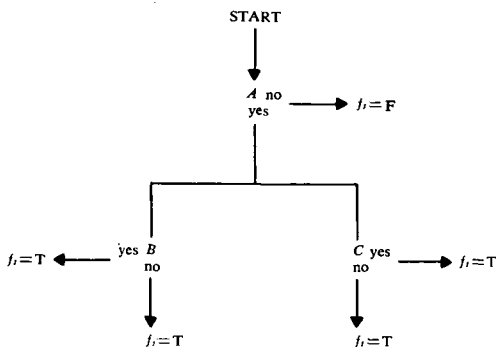 START
A no
yes
f₁ = F
yes B
no
f₁ = T
C yes
no
f₁ = T
f₁ = T
f₁ = T